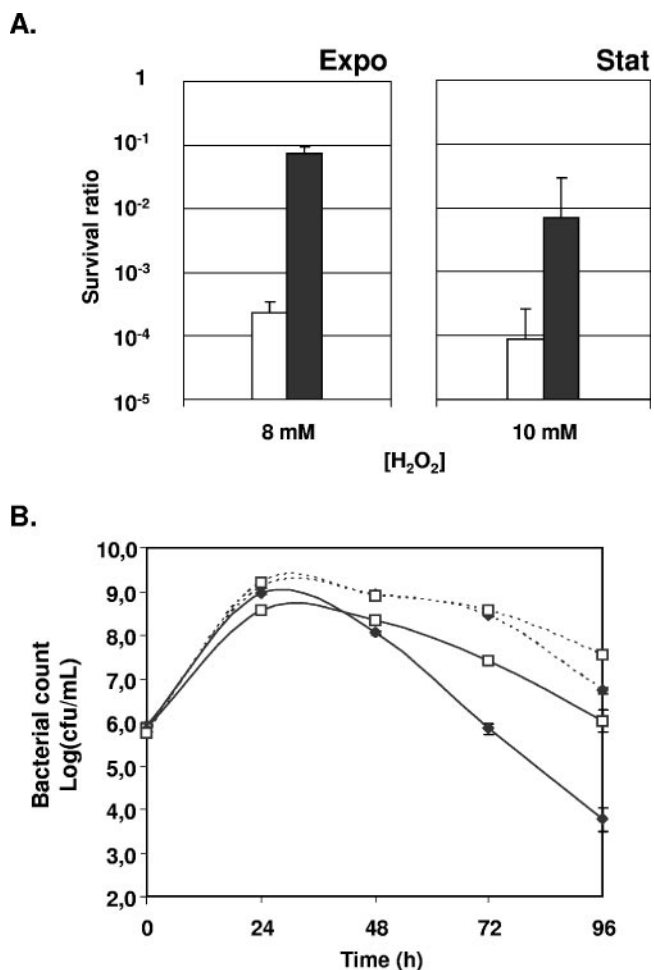 A.
Expo
Stat
Survival ratio
1
10⁻¹
10⁻²
10⁻³
10⁻⁴
10⁻⁵
8 mM
10 mM
[H₂O₂]
B.
Bacterial count
Log(cfu/mL)
10,0
9,0
8,0
7,0
6,0
5,0
4,0
3,0
2,0
0
24
48
72
96
Time (h)